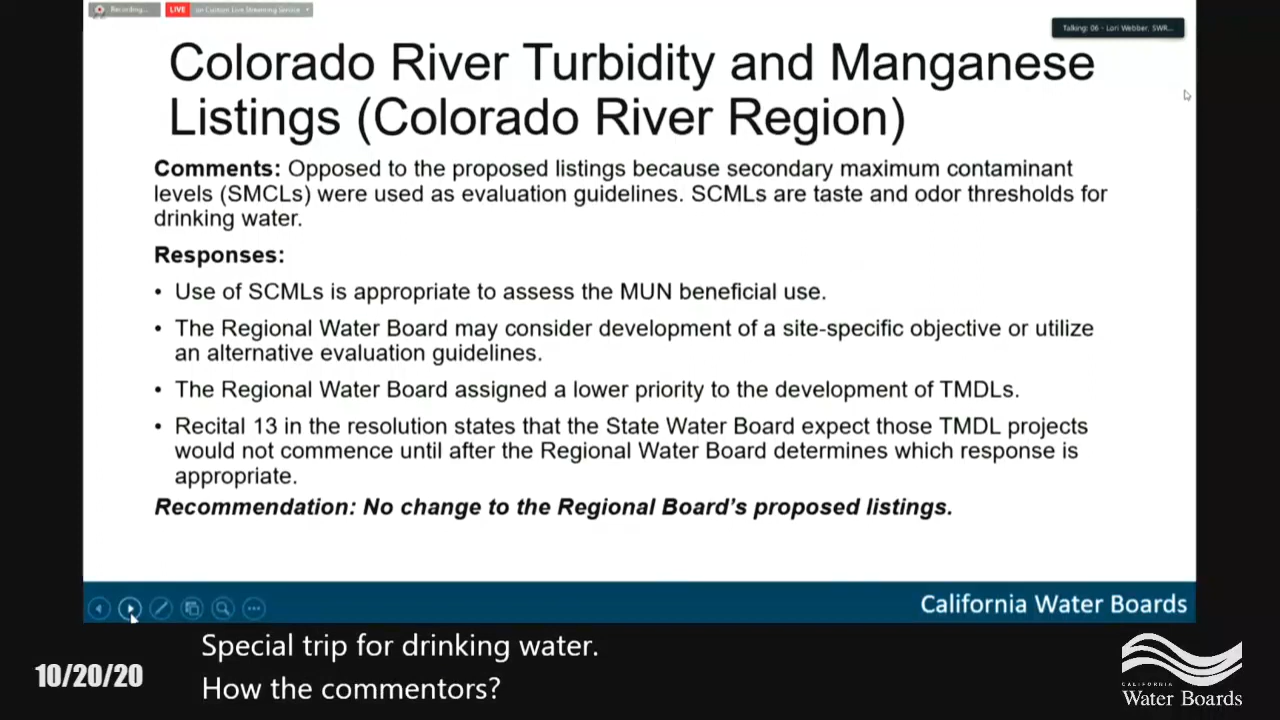 Recording...
LIVE on Custom Live Streaming Service
Talking: 06 - Lori Webber, SWR...
Colorado River Turbidity and Manganese
Listings (Colorado River Region)
Comments: Opposed to the proposed listings because secondary maximum contaminant
levels (SMCLs) were used as evaluation guidelines. SCMLs are taste and odor thresholds for
drinking water.
Responses:
• Use of SCMLs is appropriate to assess the MUN beneficial use.
• The Regional Water Board may consider development of a site-specific objective or utilize
an alternative evaluation guidelines.
• The Regional Water Board assigned a lower priority to the development of TMDLs.
• Recital 13 in the resolution states that the State Water Board expect those TMDL projects
would not commence until after the Regional Water Board determines which response is
appropriate.
Recommendation: No change to the Regional Board's proposed listings.
California Water Boards
Special trip for drinking water.
How the commentors?
10/20/20
CALIFORNIA
Water Boards